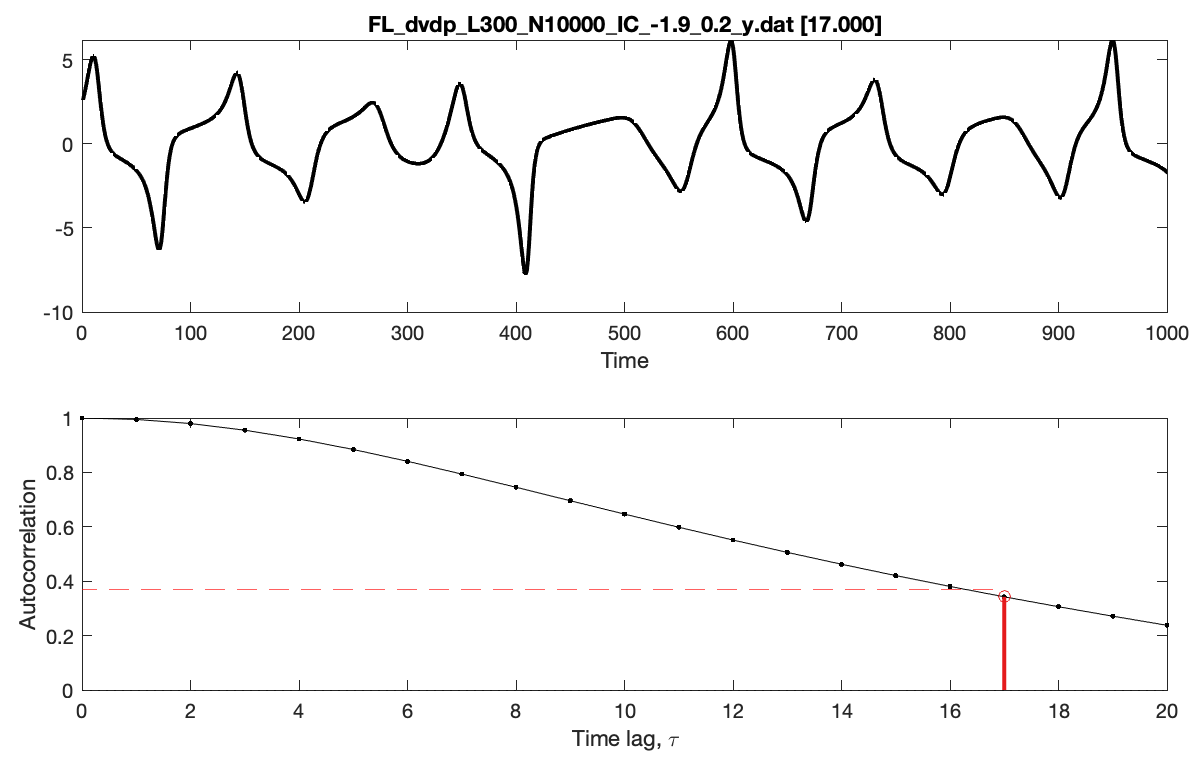 FL_dvdp_L300_N10000_IC_-1.9_0.2_y.dat [17.000]
5
0
-5
-10
0 100 200 300 400 500 600 700 800 900 1000
Time
1
0.8
0.6
0.4
0.2
0
Autocorrelation
0 2 4 6 8 10 12 14 16 18 20
Time lag, τ